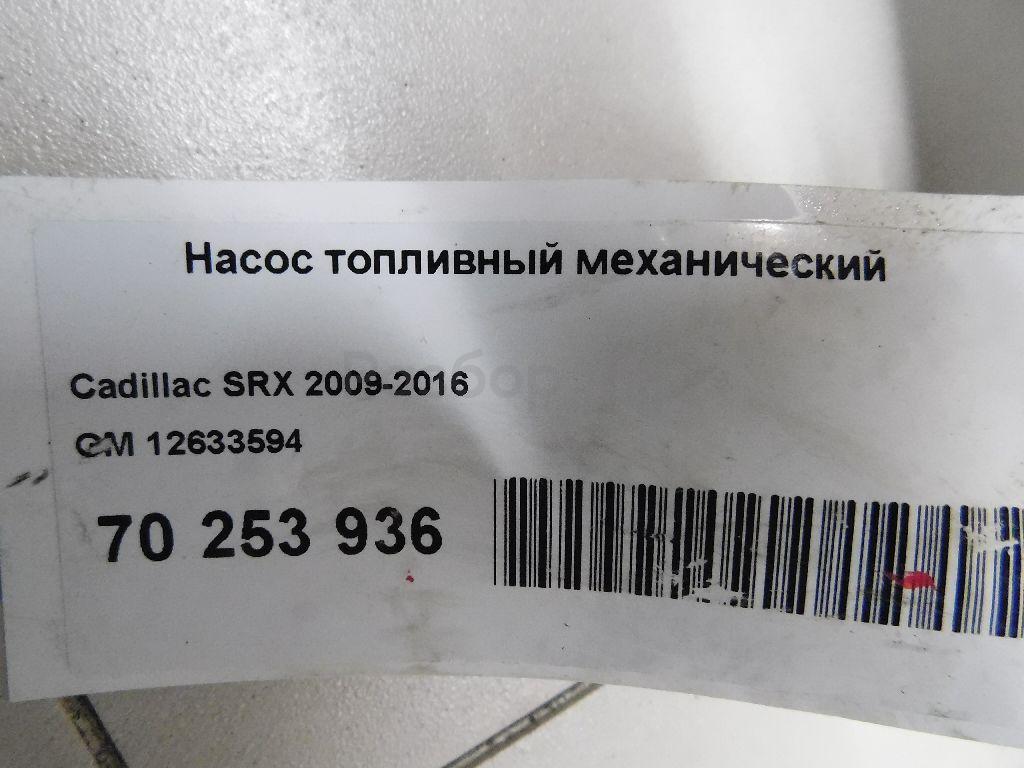 Насос топливный механический
Cadillac SRX 2009-2016
GM 12633594
70 253 936